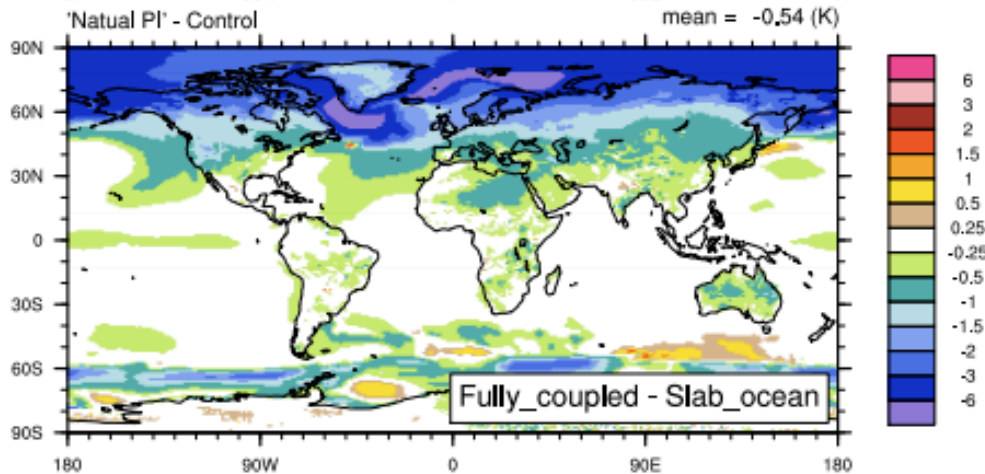 'Natual PI' - Control
mean = -0.54 (K)
90N
60N
30N
0
30S
60S
90S
180
90W
0
90E
180
Fully_coupled - Slab_ocean
6
3
2
1.5
1
0.5
0.25
-0.25
-0.5
-1
-1.5
-2
-3
-6